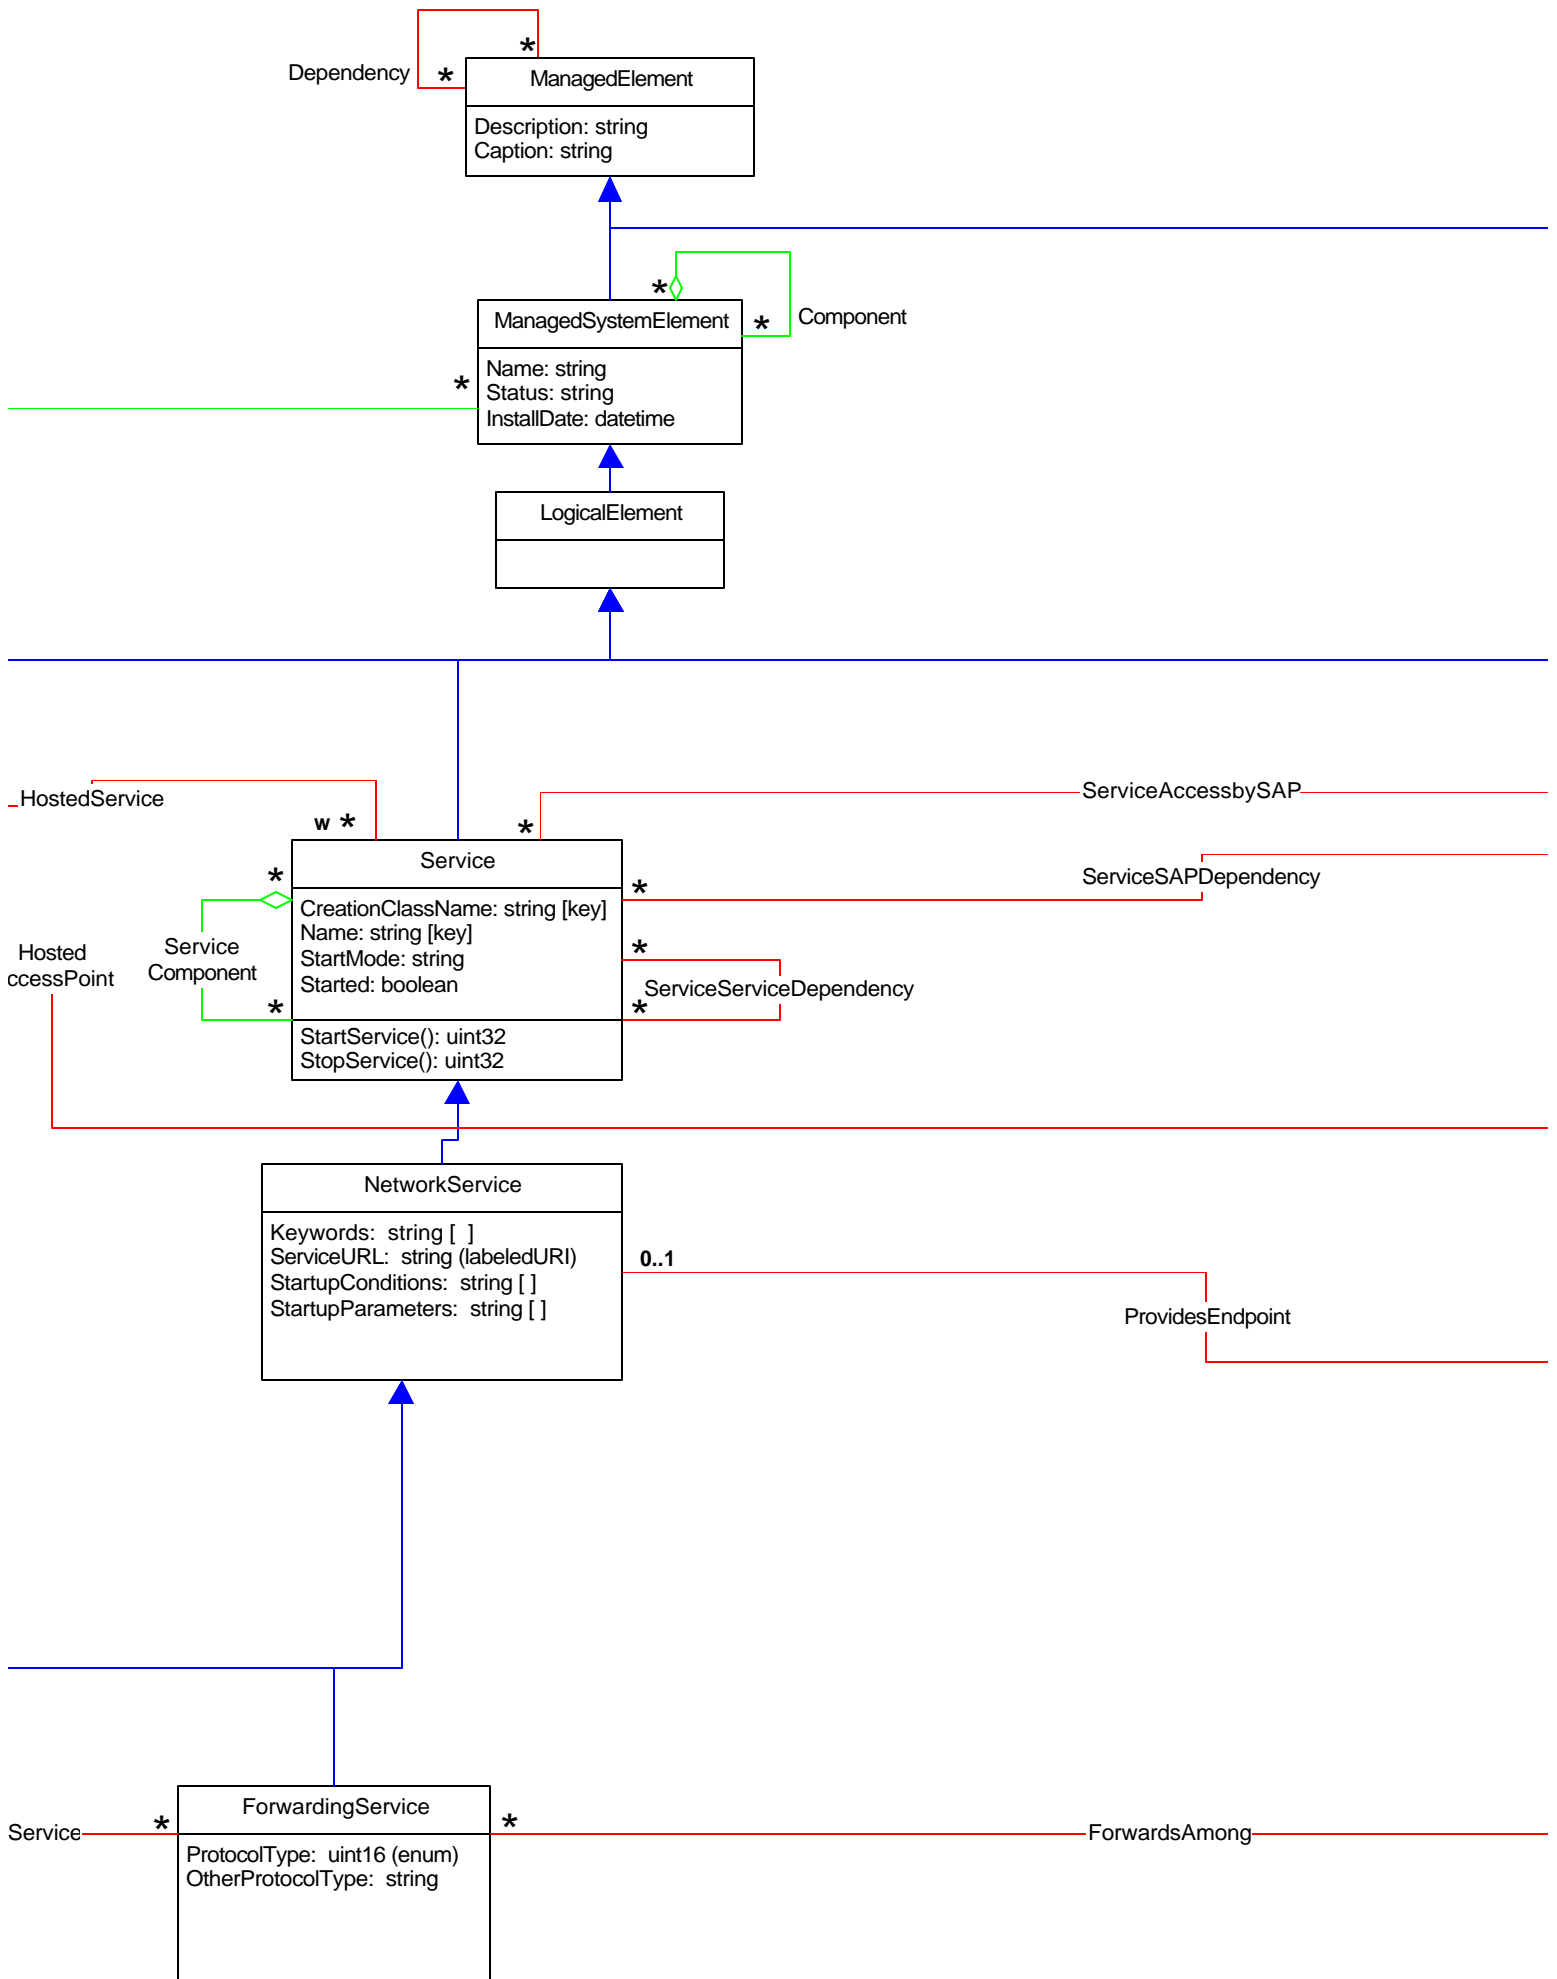 *
Dependency
*
ManagedElement
Description: string
Caption: string
*
ManagedSystemElement
*
Component
Name: string
Status: string
InstallDate: datetime
*
LogicalElement
HostedService
w *
*
ServiceAccessbySAP
Service
*
*
ServiceSAPDependency
CreationClassName: string [key]
Name: string [key]
StartMode: string
Started: boolean
Hosted
ccessPoint
Service
Component
*
ServiceServiceDependency
*
*
StartService(): uint32
StopService(): uint32
NetworkService
Keywords:  string [  ]
ServiceURL:  string (labeledURI)
StartupConditions:  string [ ]
StartupParameters:  string [ ]
0..1
ProvidesEndpoint
ForwardingService
Service
*
*
ForwardsAmong
ProtocolType:  uint16 (enum)
OtherProtocolType:  string